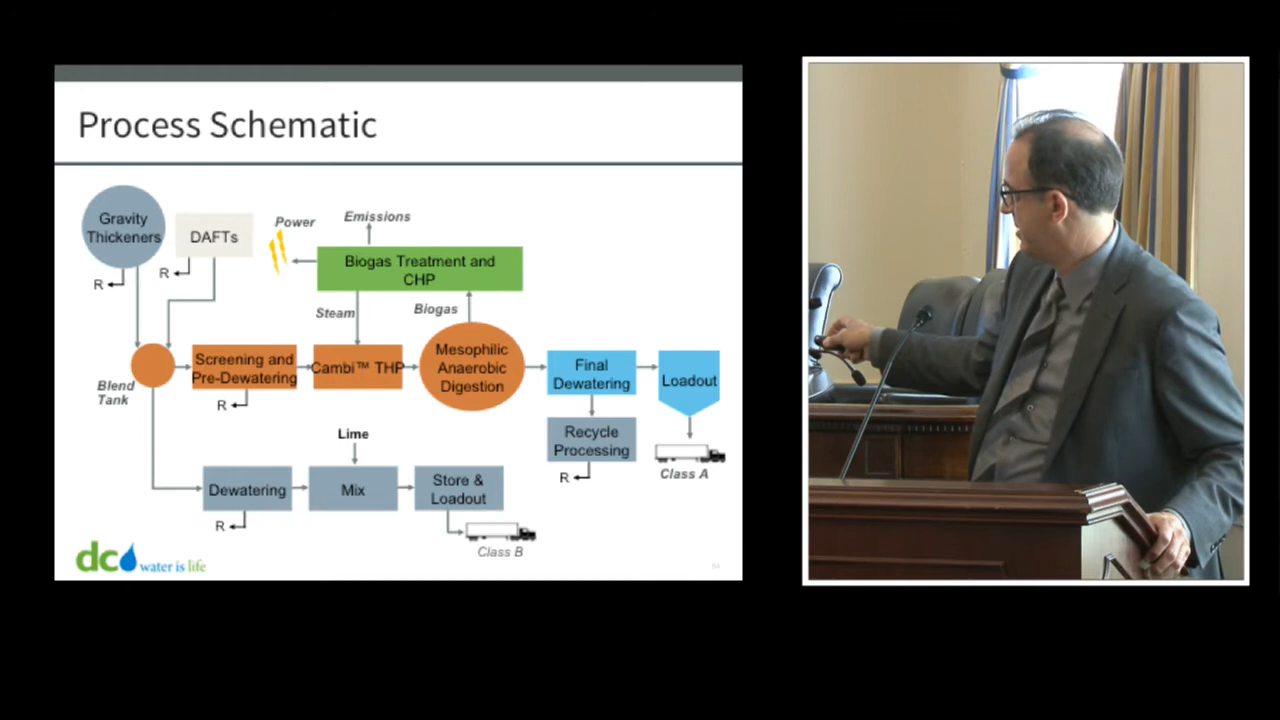 Process Schematic
Gravity
Thickeners
DAFTs
Power
Emissions
Biogas Treatment and
CHP
R
R
Steam
Biogas
Blend
Tank
Screening and
Pre-Dewatering
Cambi™ THP
Mesophilic
Anaerobic
Digestion
Final
Dewatering
Loadout
R
Recycle
Processing
R
Class A
Lime
Dewatering
Mix
Store &
Loadout
R
Class B
dc water is life